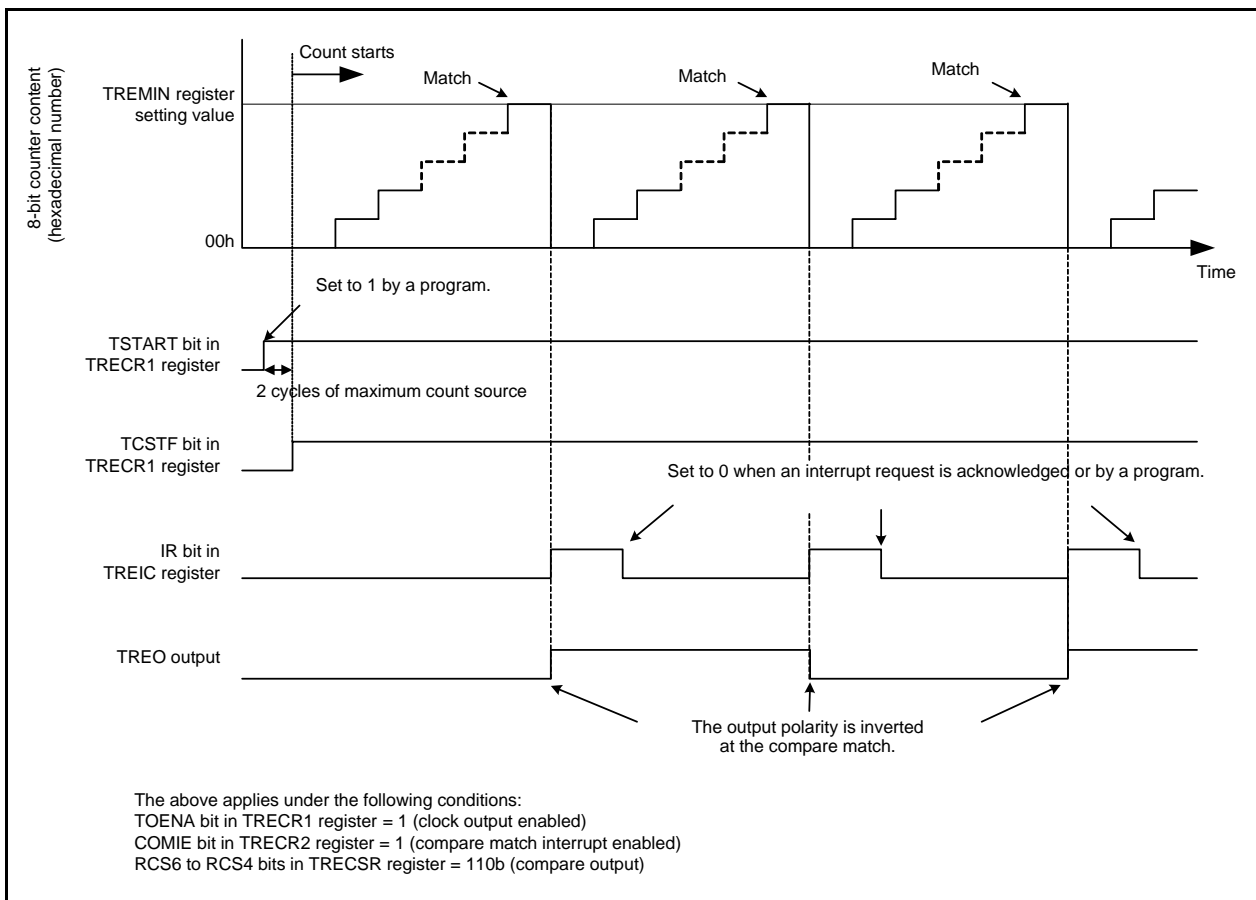 8-bit counter content
(hexadecimal number)
Count starts
TREMIN register
setting value
Match
Match
Match
00h
Time
Set to 1 by a program.
TSTART bit in
TRECR1 register
2 cycles of maximum count source
TCSTF bit in
TRECR1 register
Set to 0 when an interrupt request is acknowledged or by a program.
IR bit in
TREIC register
TREO output
The output polarity is inverted
at the compare match.
The above applies under the following conditions:
TOENA bit in TRECR1 register = 1 (clock output enabled)
COMIE bit in TRECR2 register = 1 (compare match interrupt enabled)
RCS6 to RCS4 bits in TRECSR register = 110b (compare output)